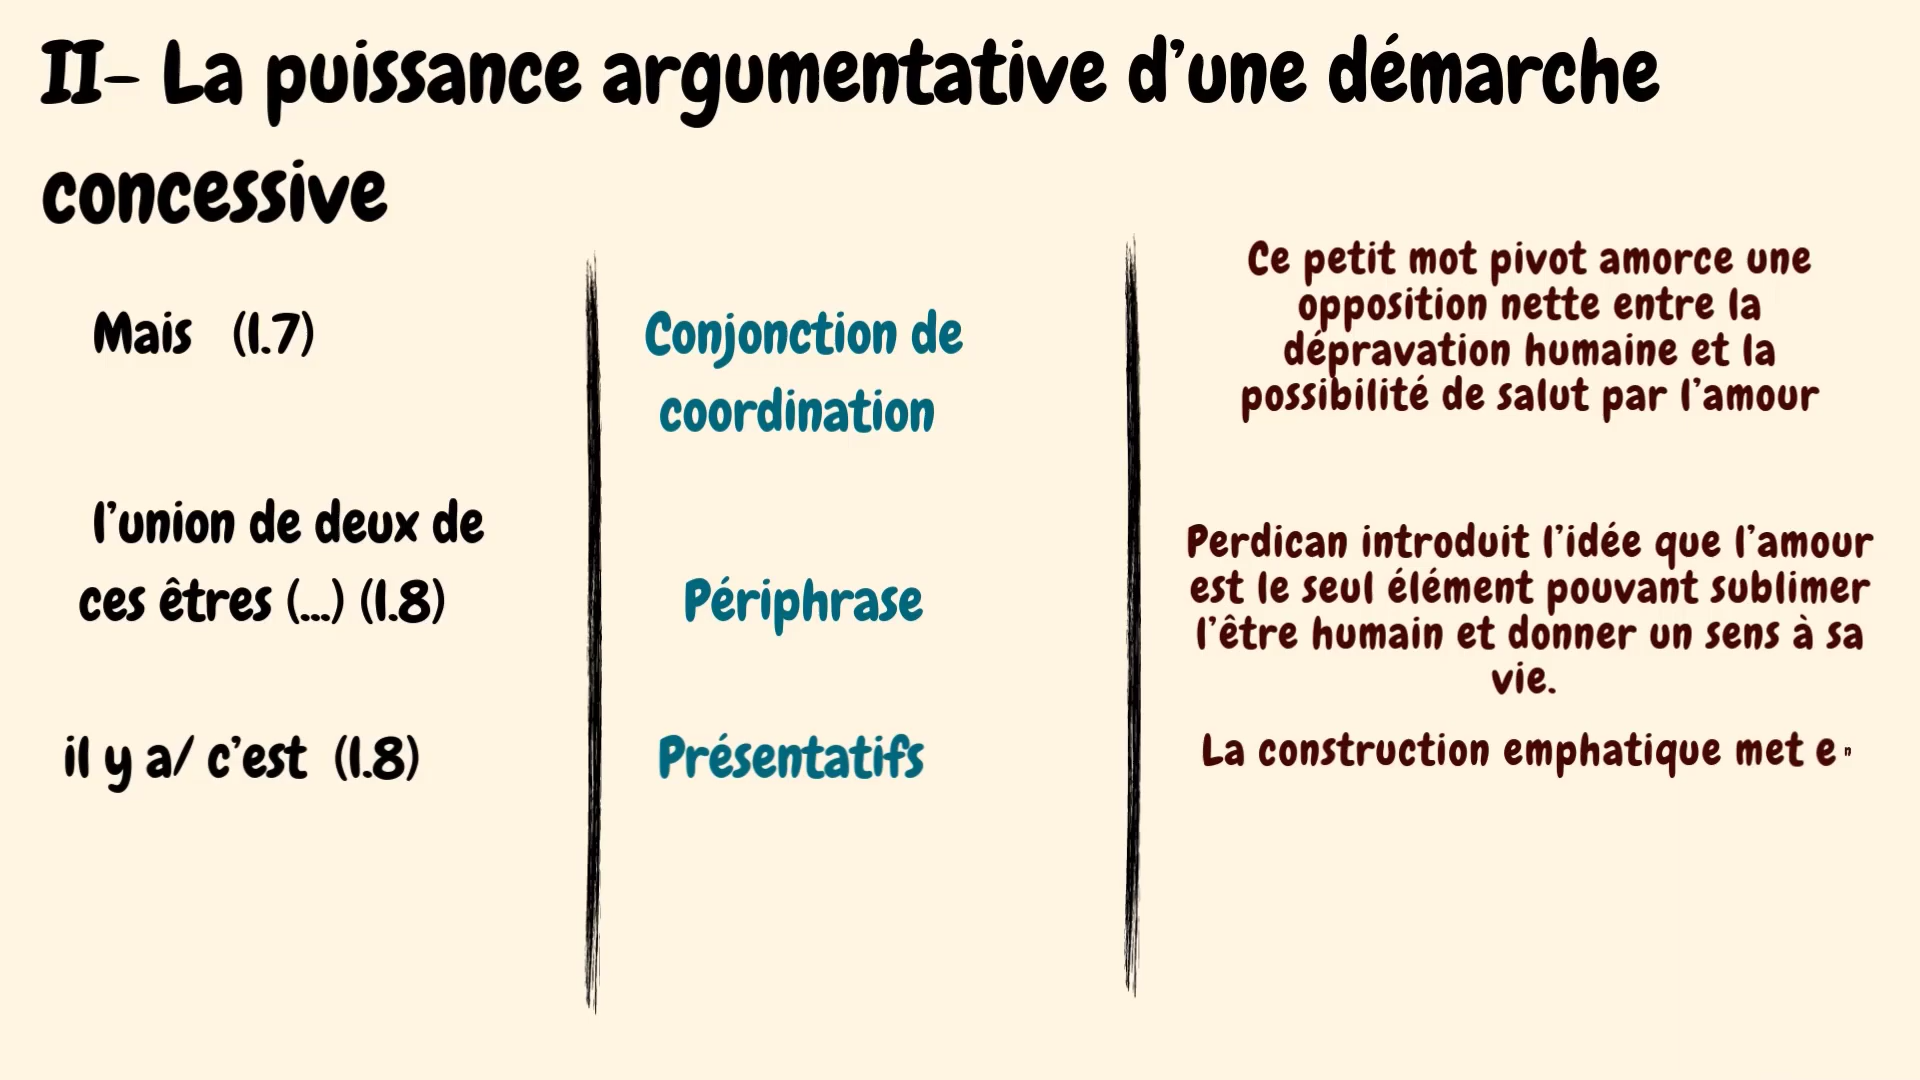 II- La puissance argumentative d'une démarche
concessive
Mais (l.7)
Conjonction de
coordination
Ce petit mot pivot amorce une
opposition nette entre la
dépravation humaine et la
possibilité de salut par l'amour
l'union de deux de
ces êtres (...) (l.8)
Périphrase
Perdican introduit l'idée que l'amour
est le seul élément pouvant sublimer
l'être humain et donner un sens à sa
vie.
il y a/ c'est (l.8)
Présentatifs
La construction emphatique met en